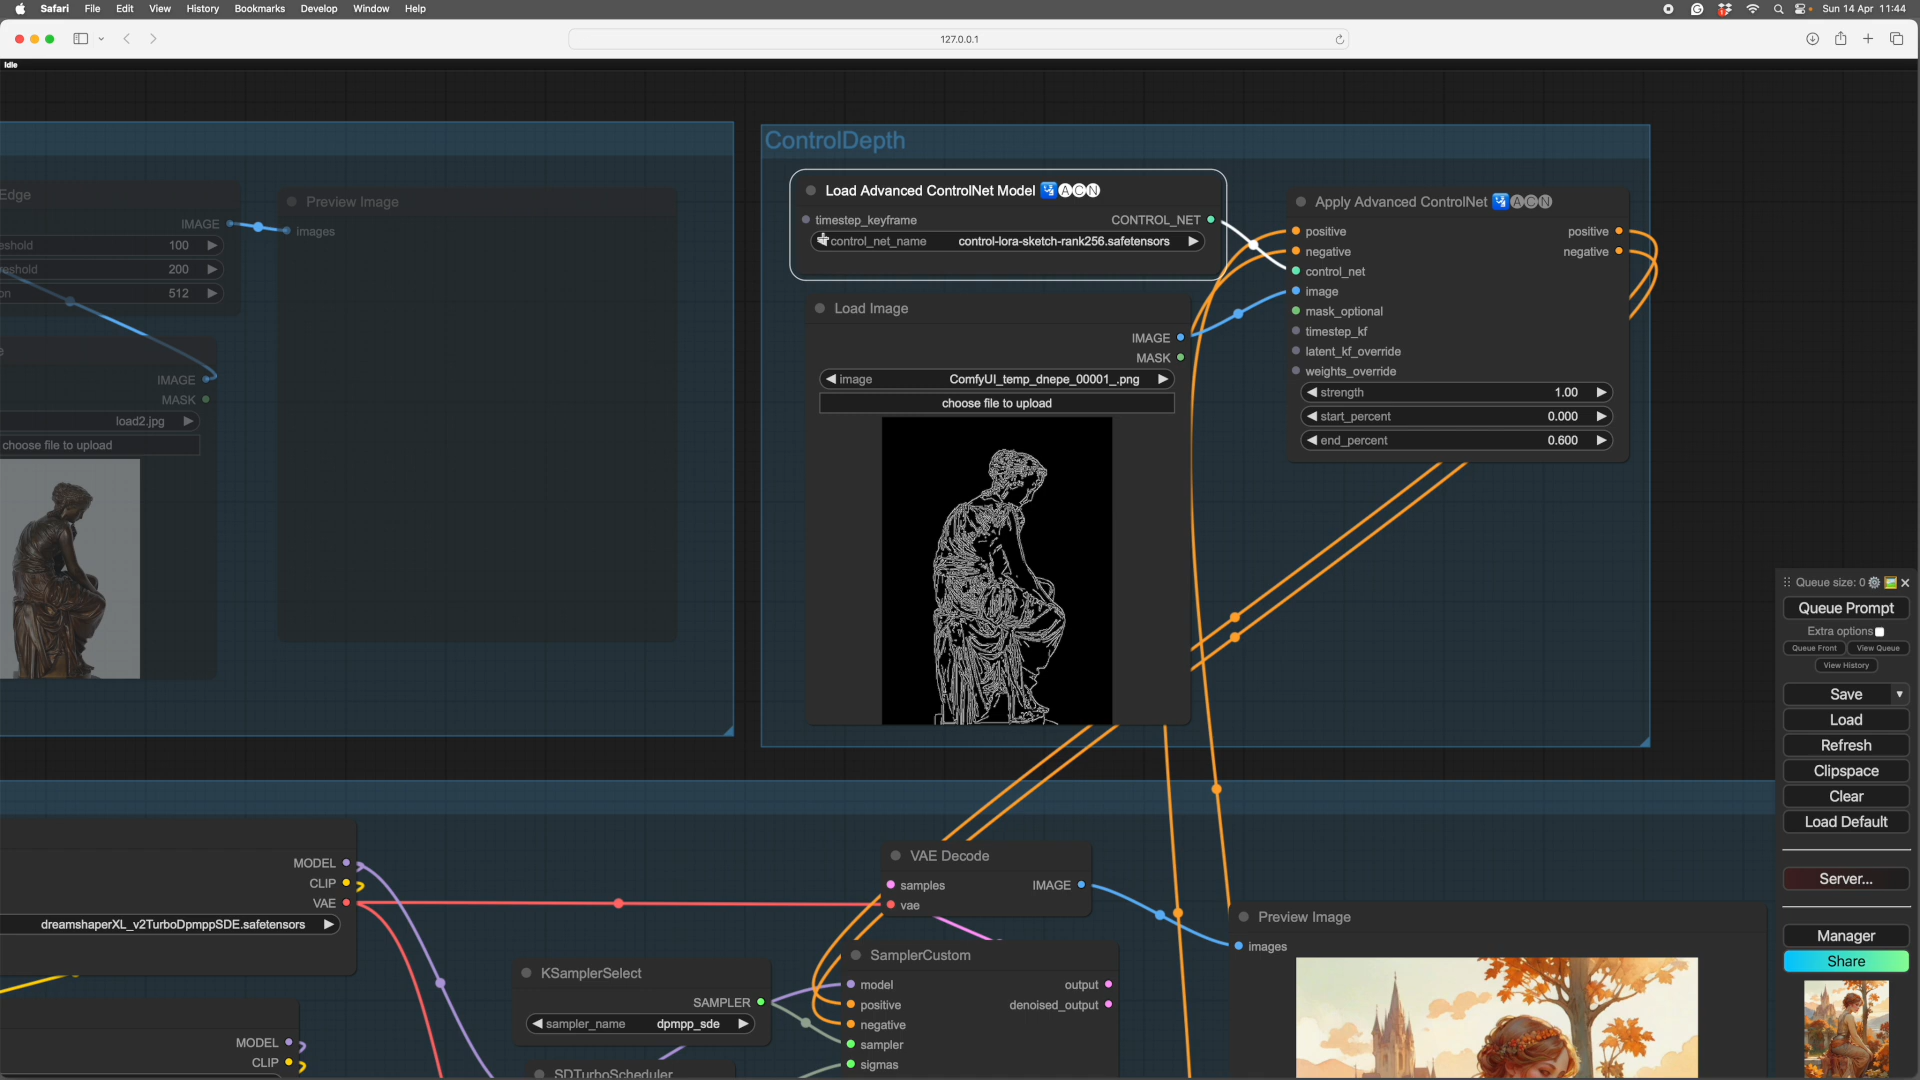 Safari File Edit View History Bookmarks Develop Window Help Sun 14 Apr 11:44
127.0.0.1
Idle
ControlDepth
Edge
IMAGE
eshold 100
reshold 200
on 512
Preview Image
images
e
IMAGE
MASK
load2.jpg
choose file to upload
Load Advanced ControlNet Model ACN
timestep_keyframe CONTROL_NET
control_net_name control-lora-sketch-rank256.safetensors
Load Image
IMAGE
MASK
image ComfyUI_temp_dnepe_00001_.png
choose file to upload
Apply Advanced ControlNet ACN
positive positive
negative negative
control_net
image
mask_optional
timestep_kf
latent_kf_override
weights_override
strength 1.00
start_percent 0.000
end_percent 0.600
Queue size: 0
Queue Prompt
Extra options
Queue Front View Queue
View History
Save
Load
Refresh
Clipspace
Clear
Load Default
Server...
Manager
Share
MODEL
CLIP
VAE
dreamshaperXL_v2TurboDpmppSDE.safetensors
MODEL
CLIP
KSamplerSelect
SAMPLER
sampler_name dpmpp_sde
SDTurboScheduler
VAE Decode
samples IMAGE
vae
SamplerCustom
model output
positive denoised_output
negative
sampler
sigmas
Preview Image
images